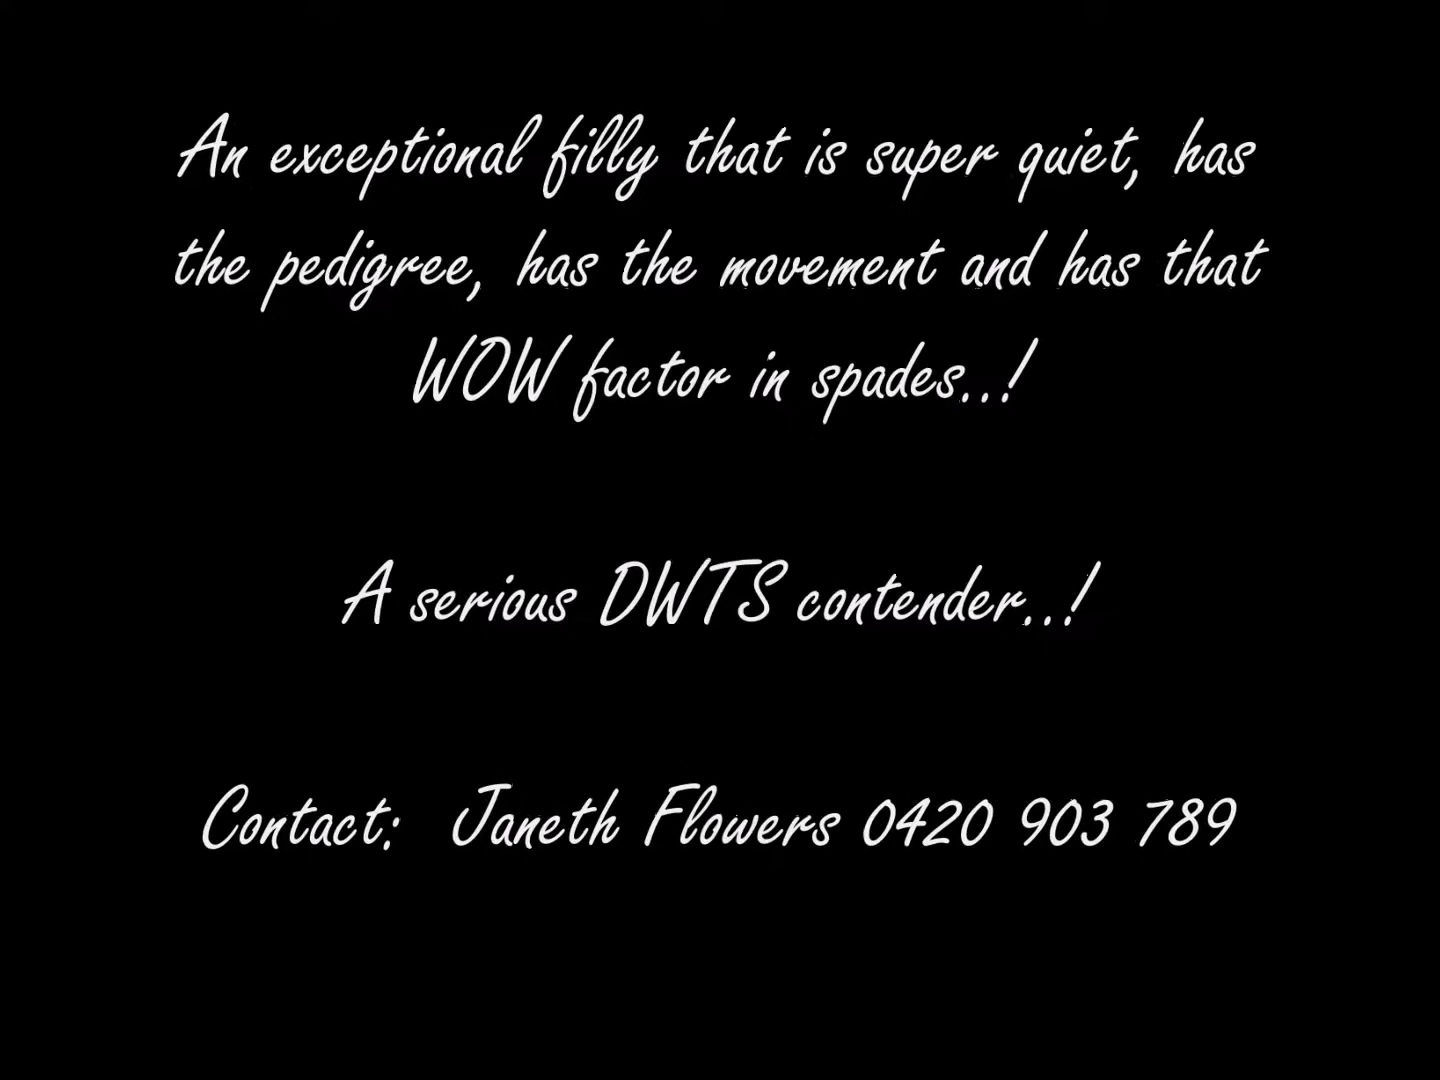 An exceptional filly that is super quiet, has
the pedigree, has the movement and has that
WOW factor in spades..!
A serious DWTS contender..!
Contact: Janeth Flowers 0420 903 789